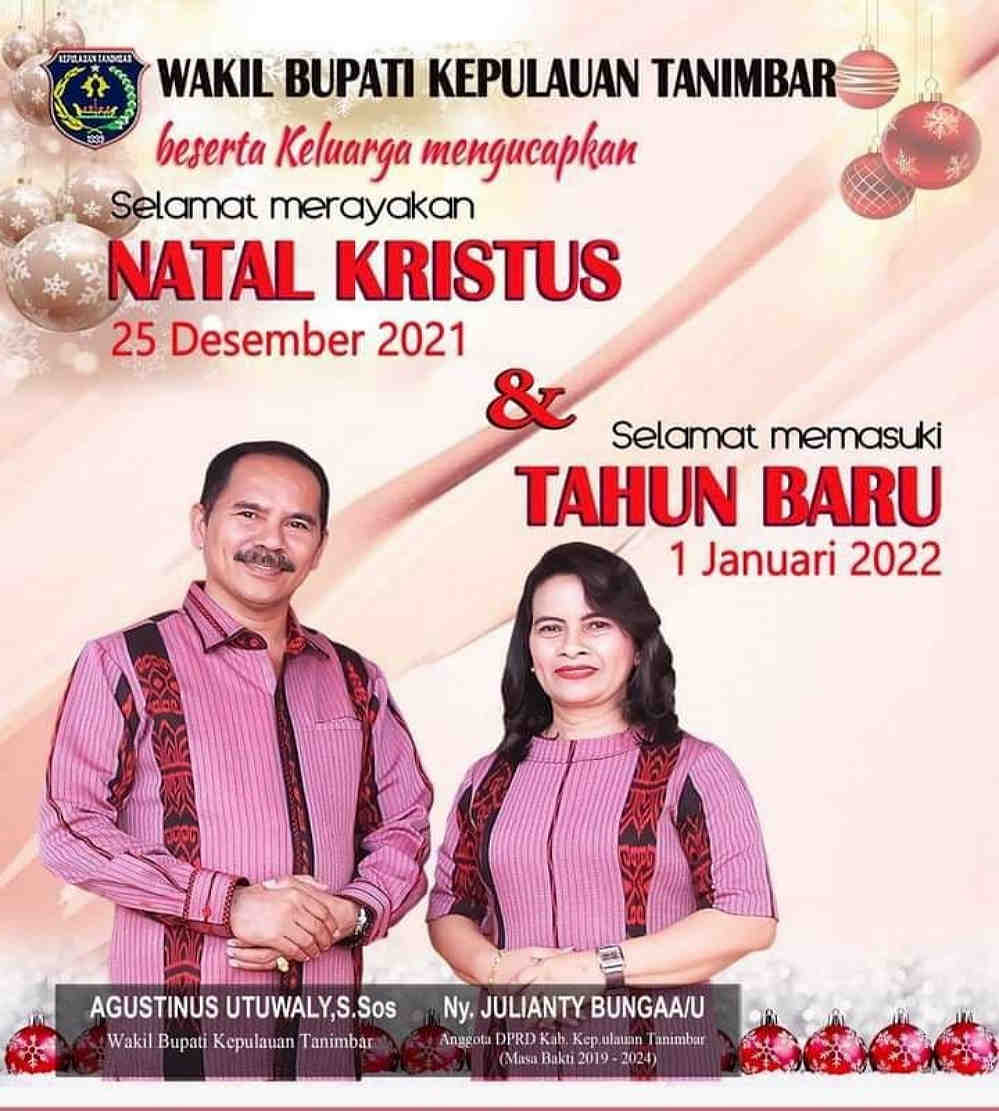 KEPULAUAN TANIMBAR
1999
WAKIL BUPATI KEPULAUAN TANIMBAR
beserta Keluarga mengucapkan
Selamat merayakan
NATAL KRISTUS
25 Desember 2021
&
Selamat memasuki
TAHUN BARU
1 Januari 2022
AGUSTINUS UTUWALY,S.Sos
Wakil Bupati Kepulauan Tanimbar
Ny. JULIANTY BUNGAA/U
Anggota DPRD Kab. Kep.ulauan Tanimbar
(Masa Bakti 2019 - 2024)